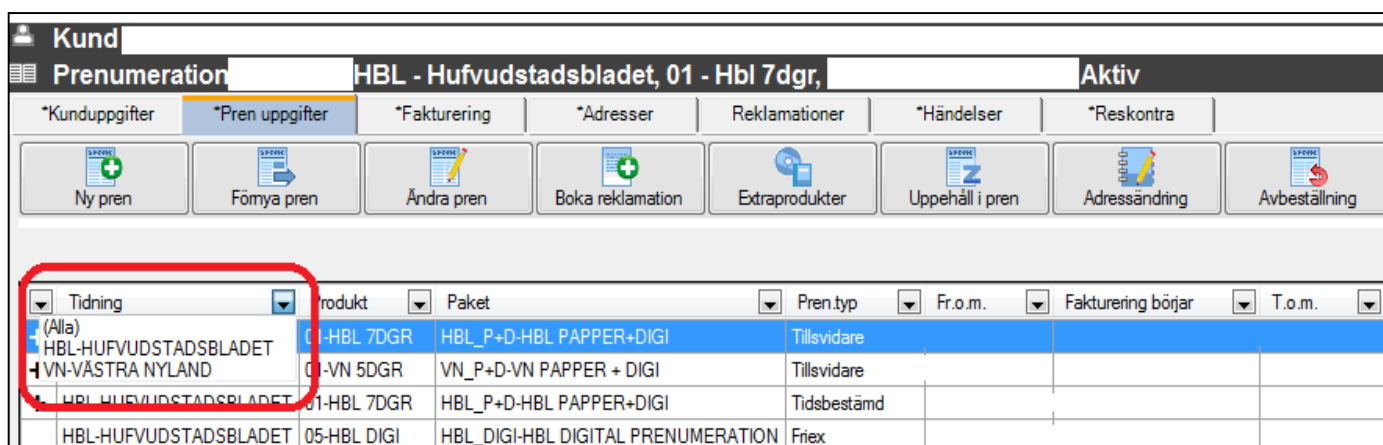 Kund
Prenumeration HBL - Hufvudstadsbladet, 01 - Hbl 7dgr, Aktiv
*Kunduppgifter *Pren uppgifter *Fakturering *Adresser Reklamationer *Händelser *Reskontra
Ny pren Förnya pren Ändra pren Boka reklamation Extraprodukter Uppehåll i pren Adressändring Avbeställning
Tidning Produkt Paket Pren.typ Fr.o.m. Fakturering börjar T.o.m.
(Alla)
HBL-HUFVUDSTADSBLADET 01-HBL 7DGR HBL_P+D-HBL PAPPER+DIGI Tillsvidare
VN-VÄSTRA NYLAND 01-VN 5DGR VN_P+D-VN PAPPER + DIGI Tillsvidare
HBL-HUFVUDSTADSBLADET 01-HBL 7DGR HBL_P+D-HBL PAPPER+DIGI Tidsbestämd
HBL-HUFVUDSTADSBLADET 05-HBL DIGI HBL_DIGI-HBL DIGITAL PRENUMERATION Friex